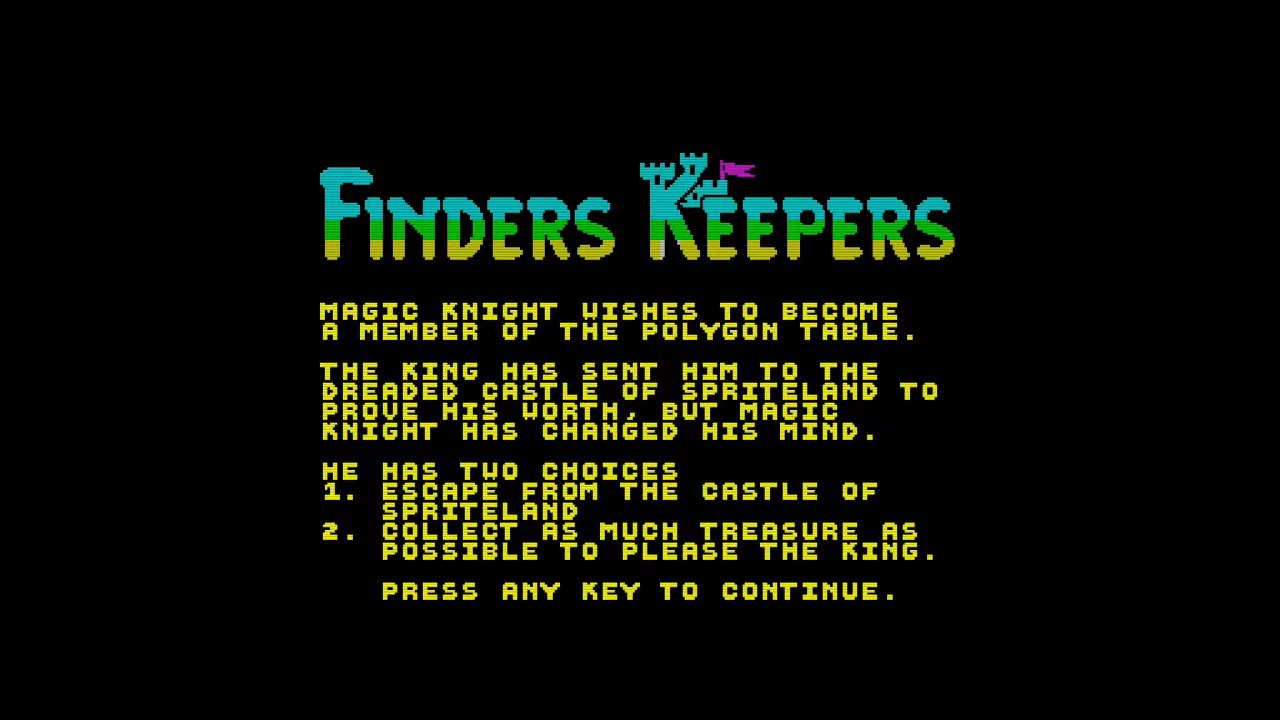 FINDERS KEEPERS
MAGIC KNIGHT WISHES TO BECOME
A MEMBER OF THE POLYGON TABLE.
THE KING HAS SENT HIM TO THE
DREADED CASTLE OF SPRITELAND TO
PROVE HIS WORTH, BUT MAGIC
KNIGHT HAS CHANGED HIS MIND.
HE HAS TWO CHOICES
1. ESCAPE FROM THE CASTLE OF
SPRITELAND
2. COLLECT AS MUCH TREASURE AS
POSSIBLE TO PLEASE THE KING.
PRESS ANY KEY TO CONTINUE.